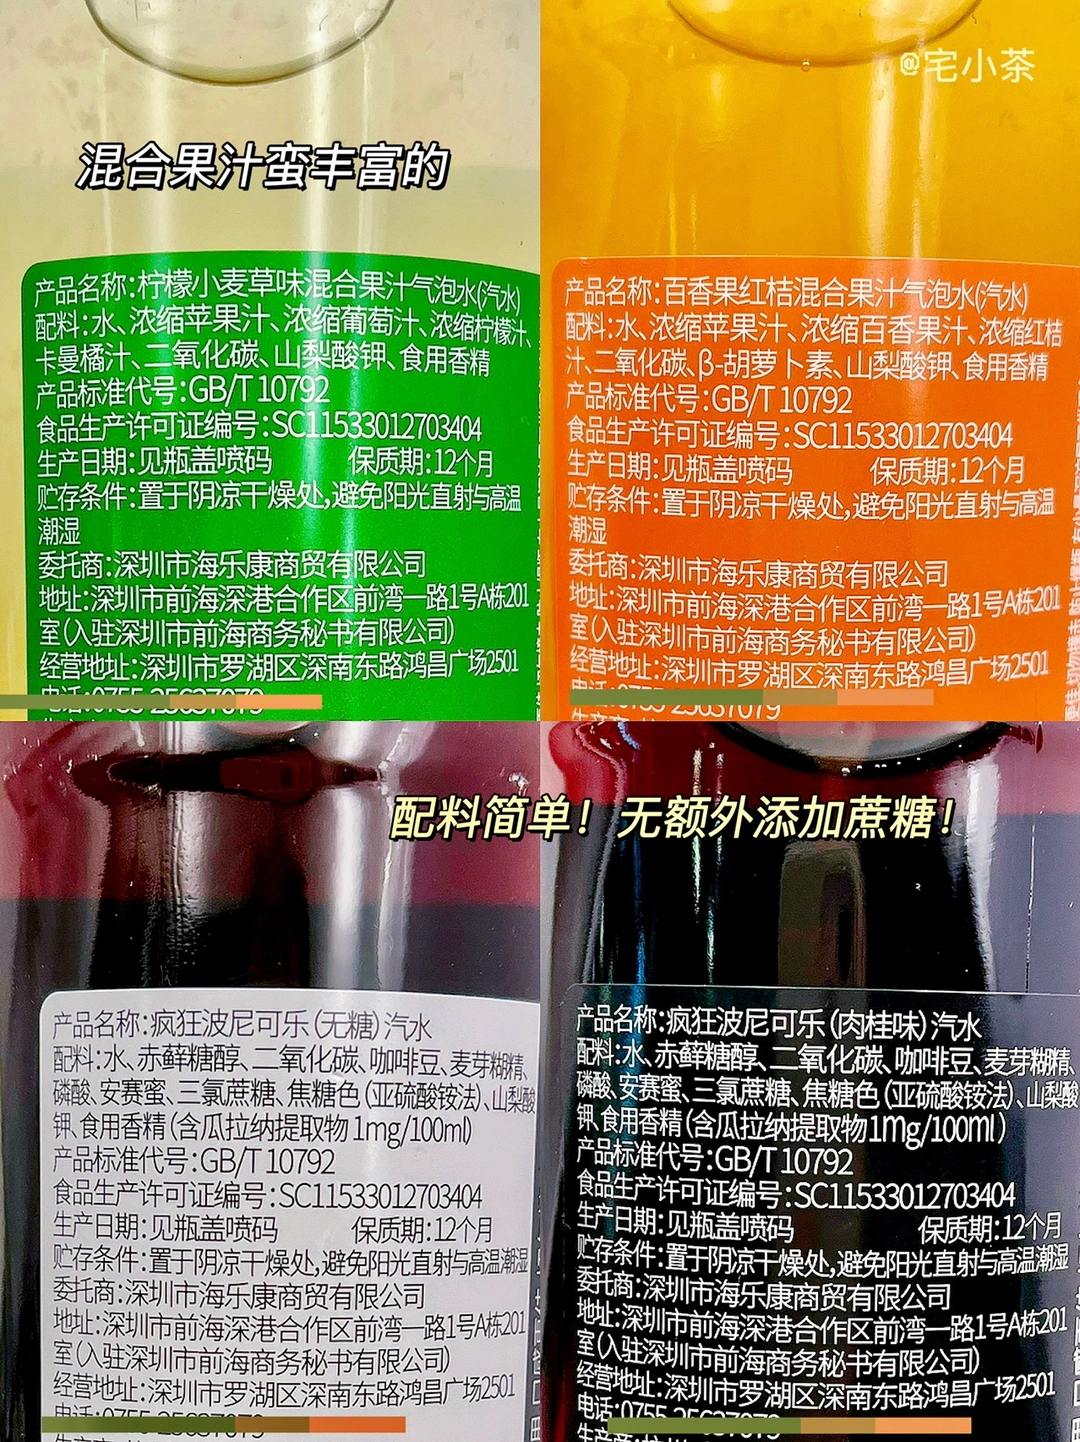 @宅小茶
混合果汁蛮丰富的
产品名称:柠檬小麦草味混合果汁气泡水(汽水)
配料:水、浓缩苹果汁、浓缩葡萄汁、浓缩柠檬汁、
卡曼橘汁、二氧化碳、山梨酸钾、食用香精
产品标准代号:GB/T 10792
食品生产许可证编号:SC11533012703404
生产日期:见瓶盖喷码 保质期:12个月
贮存条件:置于阴凉干燥处,避免阳光直射与高温
潮湿
委托商:深圳市海乐康商贸有限公司
地址:深圳市前海深港合作区前湾一路1号A栋201
室(入驻深圳市前海商务秘书有限公司)
经营地址:深圳市罗湖区深南东路鸿昌广场2501
电话:0755-25637079
产品名称:百香果红桔混合果汁气泡水(汽水)
配料:水、浓缩苹果汁、浓缩百香果汁、浓缩红桔
汁、二氧化碳、β-胡萝卜素、山梨酸钾、食用香精
产品标准代号:GB/T 10792
食品生产许可证编号:SC11533012703404
生产日期:见瓶盖喷码 保质期:12个月
贮存条件:置于阴凉干燥处,避免阳光直射与高温
潮湿
委托商:深圳市海乐康商贸有限公司
地址:深圳市前海深港合作区前湾一路1号A栋201
室(入驻深圳市前海商务秘书有限公司)
经营地址:深圳市罗湖区深南东路鸿昌广场2501
电话:0755-25637079
配料简单！无额外添加蔗糖！
产品名称:疯狂波尼可乐(无糖)汽水
配料:水、赤藓糖醇、二氧化碳、咖啡豆、麦芽糊精、
磷酸、安赛蜜、三氯蔗糖、焦糖色(亚硫酸铵法)、山梨酸
钾、食用香精(含瓜拉纳提取物1mg/100ml)
产品标准代号:GB/T 10792
食品生产许可证编号:SC11533012703404
生产日期:见瓶盖喷码 保质期:12个月
贮存条件:置于阴凉干燥处,避免阳光直射与高温潮湿
委托商:深圳市海乐康商贸有限公司
地址:深圳市前海深港合作区前湾一路1号A栋201
室(入驻深圳市前海商务秘书有限公司)
经营地址:深圳市罗湖区深南东路鸿昌广场2501
电话:0755-25637079
产品名称:疯狂波尼可乐(肉桂味)汽水
配料:水、赤藓糖醇、二氧化碳、咖啡豆、麦芽糊精、
磷酸、安赛蜜、三氯蔗糖、焦糖色(亚硫酸铵法)、山梨酸
钾、食用香精(含瓜拉纳提取物1mg/100ml)
产品标准代号:GB/T 10792
食品生产许可证编号:SC11533012703404
生产日期:见瓶盖喷码 保质期:12个月
贮存条件:置于阴凉干燥处,避免阳光直射与高温潮湿
委托商:深圳市海乐康商贸有限公司
地址:深圳市前海深港合作区前湾一路1号A栋201
室(入驻深圳市前海商务秘书有限公司)
经营地址:深圳市罗湖区深南东路鸿昌广场2501
电话:0755-25637079